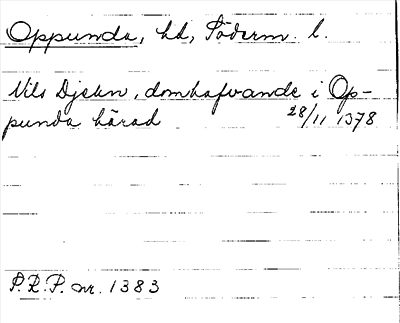 Oppunda, hd, Söderm. l.
Nils Djekn, domhafvande i Op-
punda härad 28/11 1378
P.R.P. nr. 1383